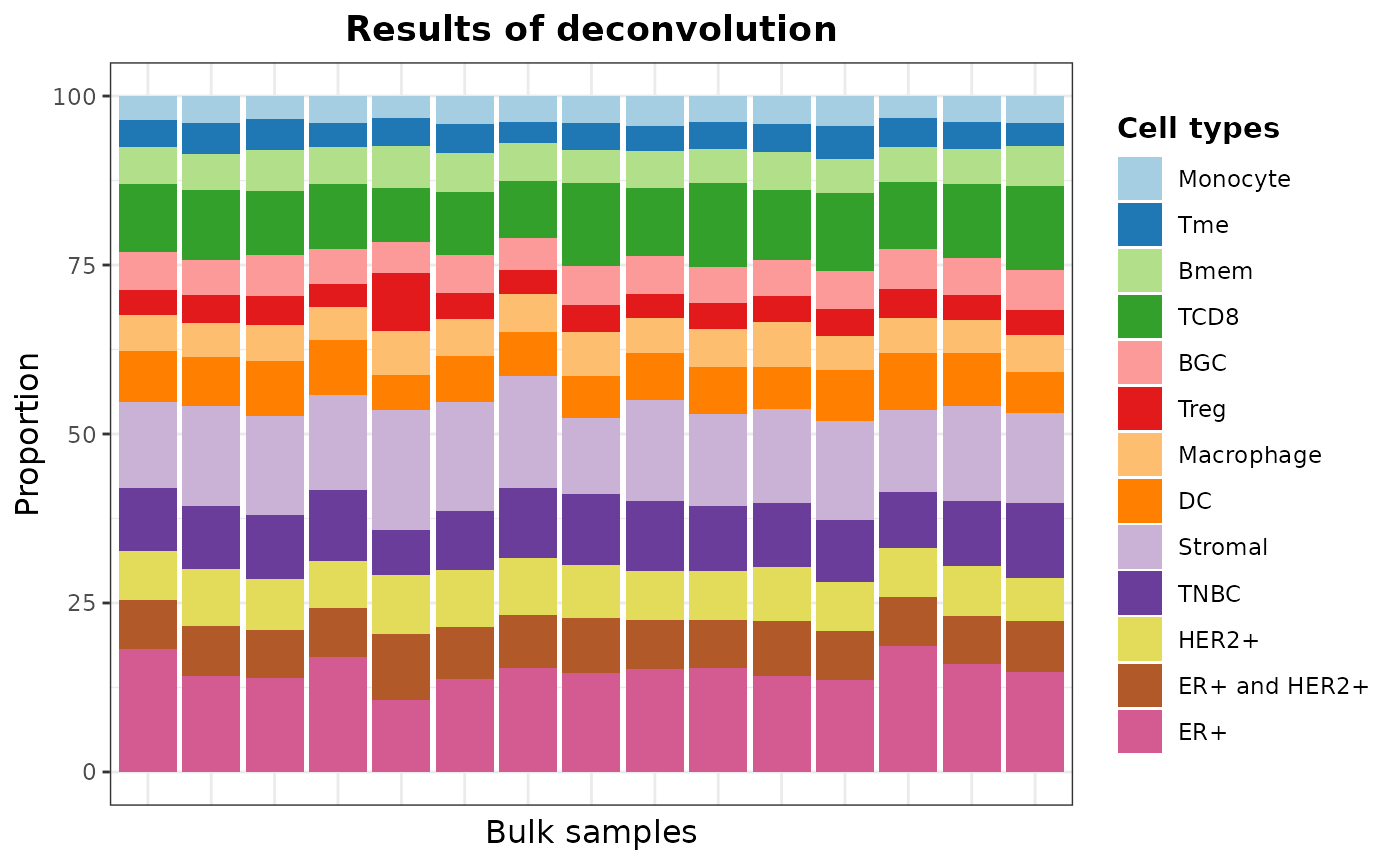 Results of deconvolution
Proportion
100
75
50
25
0
Bulk samples
Cell types
Monocyte
Tme
Bmem
TCD8
BGC
Treg
Macrophage
DC
Stromal
TNBC
HER2+
ER+ and HER2+
ER+